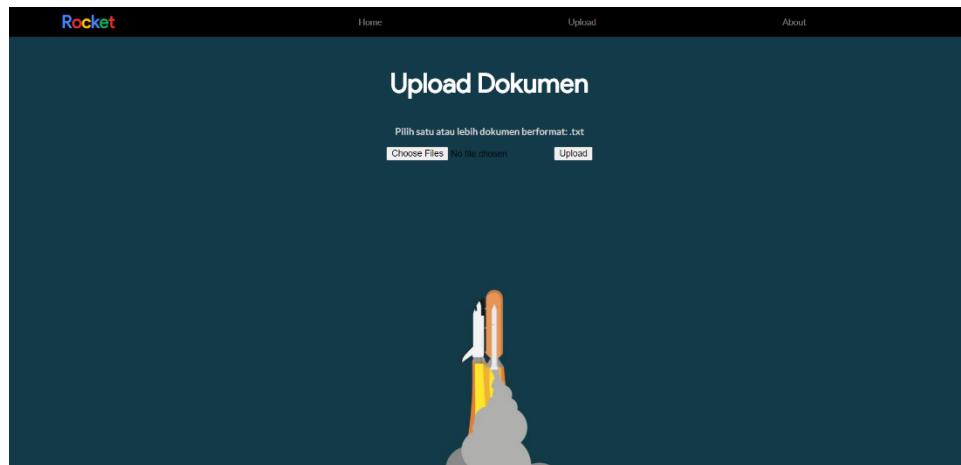 Rocket Home Upload About
Upload Dokumen
Pilih satu atau lebih dokumen berformat: .txt
Choose Files No file chosen Upload